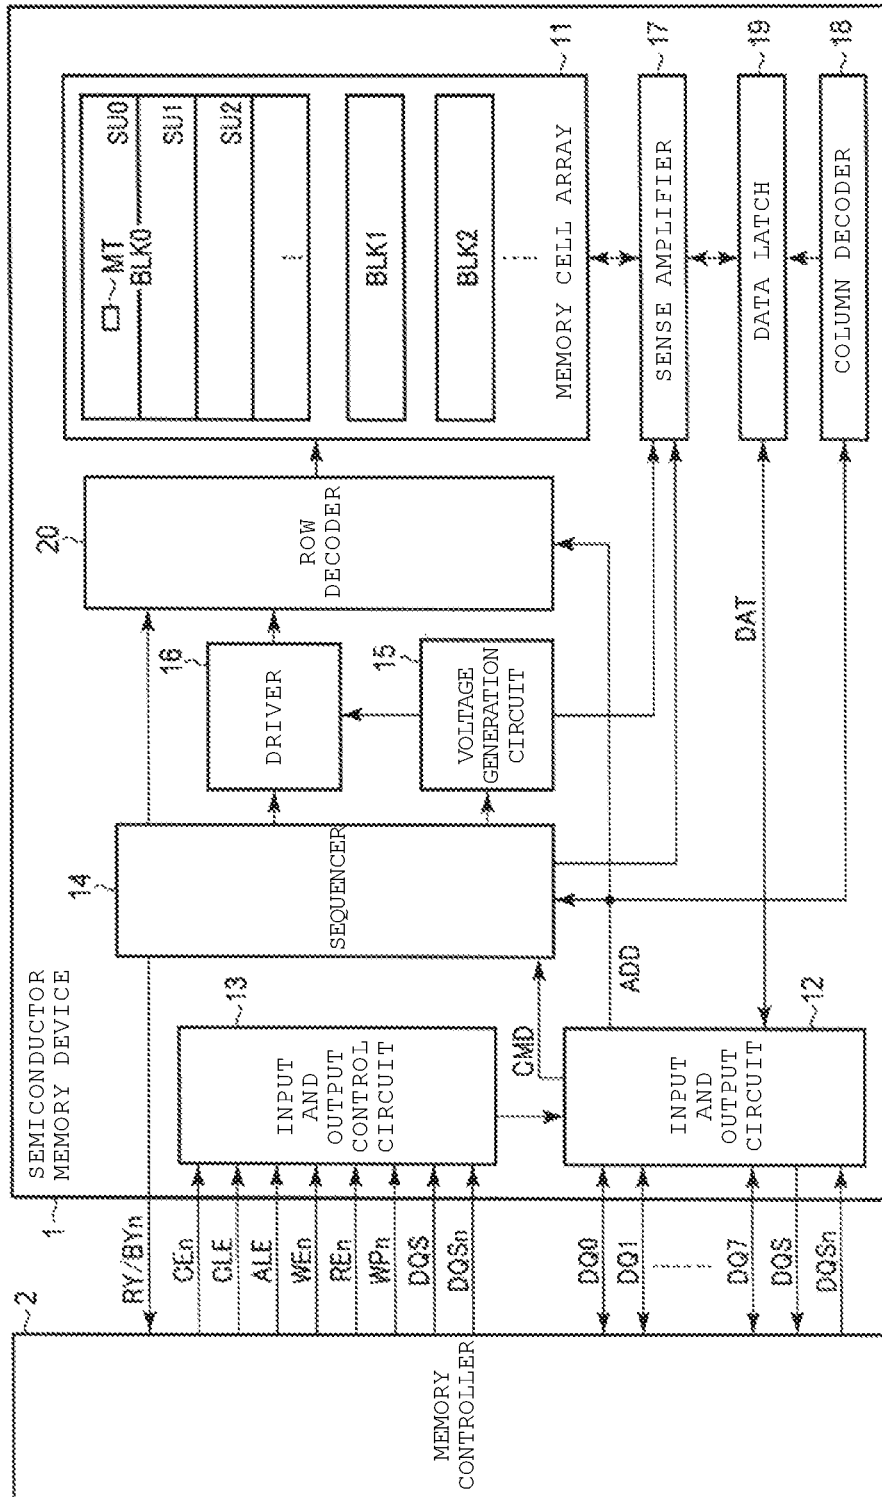 2
1
SEMICONDUCTOR
MEMORY DEVICE
MEMORY
CONTROLLER
RY/BYn
CEn
CLE
ALE
WEn
REn
WPn
DQS
DQSn
DQ0
DQ1
DQ7
DQS
DQSn
13
INPUT
AND
OUTPUT
CONTROL
CIRCUIT
12
INPUT
AND
OUTPUT
CIRCUIT
CMD
ADD
DAT
14
SEQUENCER
16
DRIVER
15
VOLTAGE
GENERATION
CIRCUIT
20
ROW
DECODER
MT
BLK0
SU0
SU1
SU2
BLK1
BLK2
MEMORY CELL ARRAY
11
SENSE AMPLIFIER
17
DATA LATCH
19
COLUMN DECODER
18